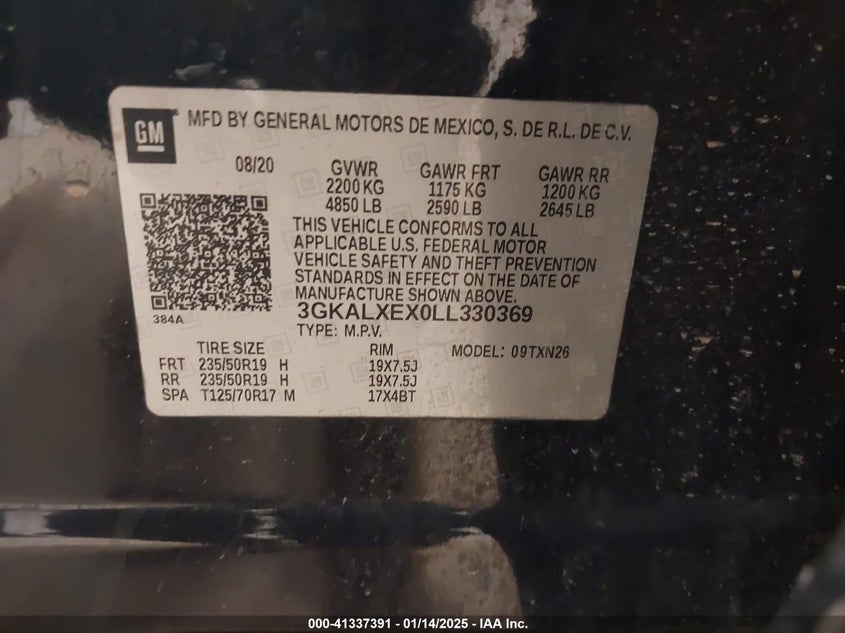 GM MFD BY GENERAL MOTORS DE MEXICO, S. DE R.L. DE C.V.
08/20 GVWR GAWR FRT GAWR RR
2200 KG 1175 KG 1200 KG
4850 LB 2590 LB 2645 LB
THIS VEHICLE CONFORMS TO ALL
APPLICABLE U.S. FEDERAL MOTOR
VEHICLE SAFETY AND THEFT PREVENTION
STANDARDS IN EFFECT ON THE DATE OF
MANUFACTURE SHOWN ABOVE.
384A 3GKALXEX0LL330369
TYPE: M.P.V.
TIRE SIZE RIM MODEL: 09TXN26
FRT 235/50R19 H 19X7.5J
RR 235/50R19 H 19X7.5J
SPA T125/70R17 M 17X4BT
000-41337391 - 01/14/2025 - IAA Inc.